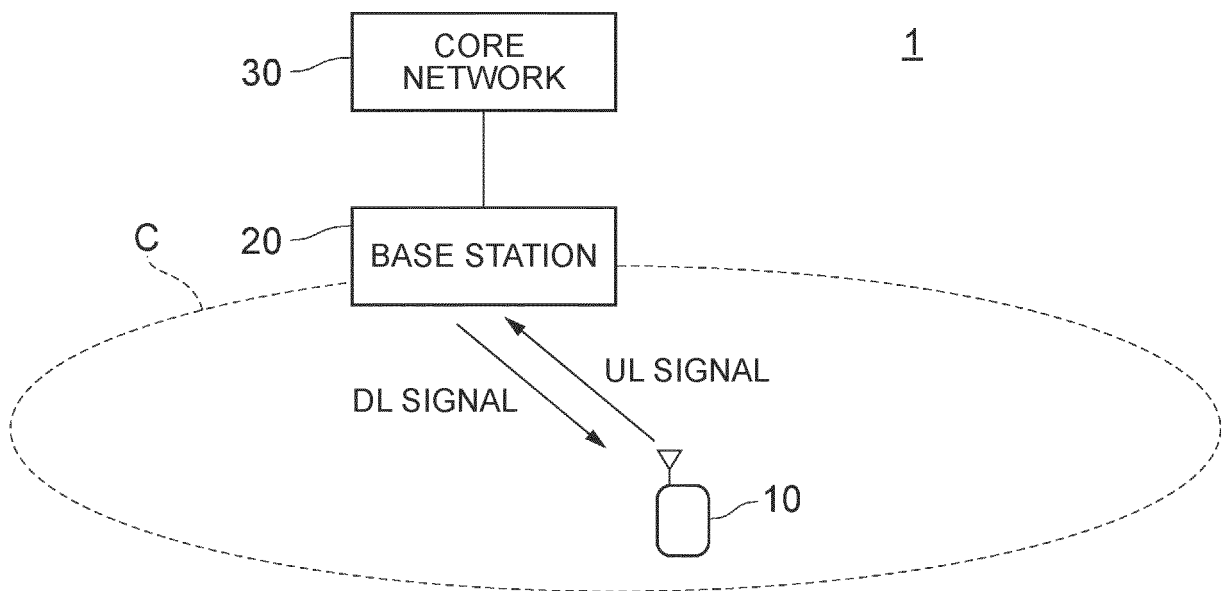 CORE
NETWORK
30
1
C
20
BASE STATION
UL SIGNAL
DL SIGNAL
10